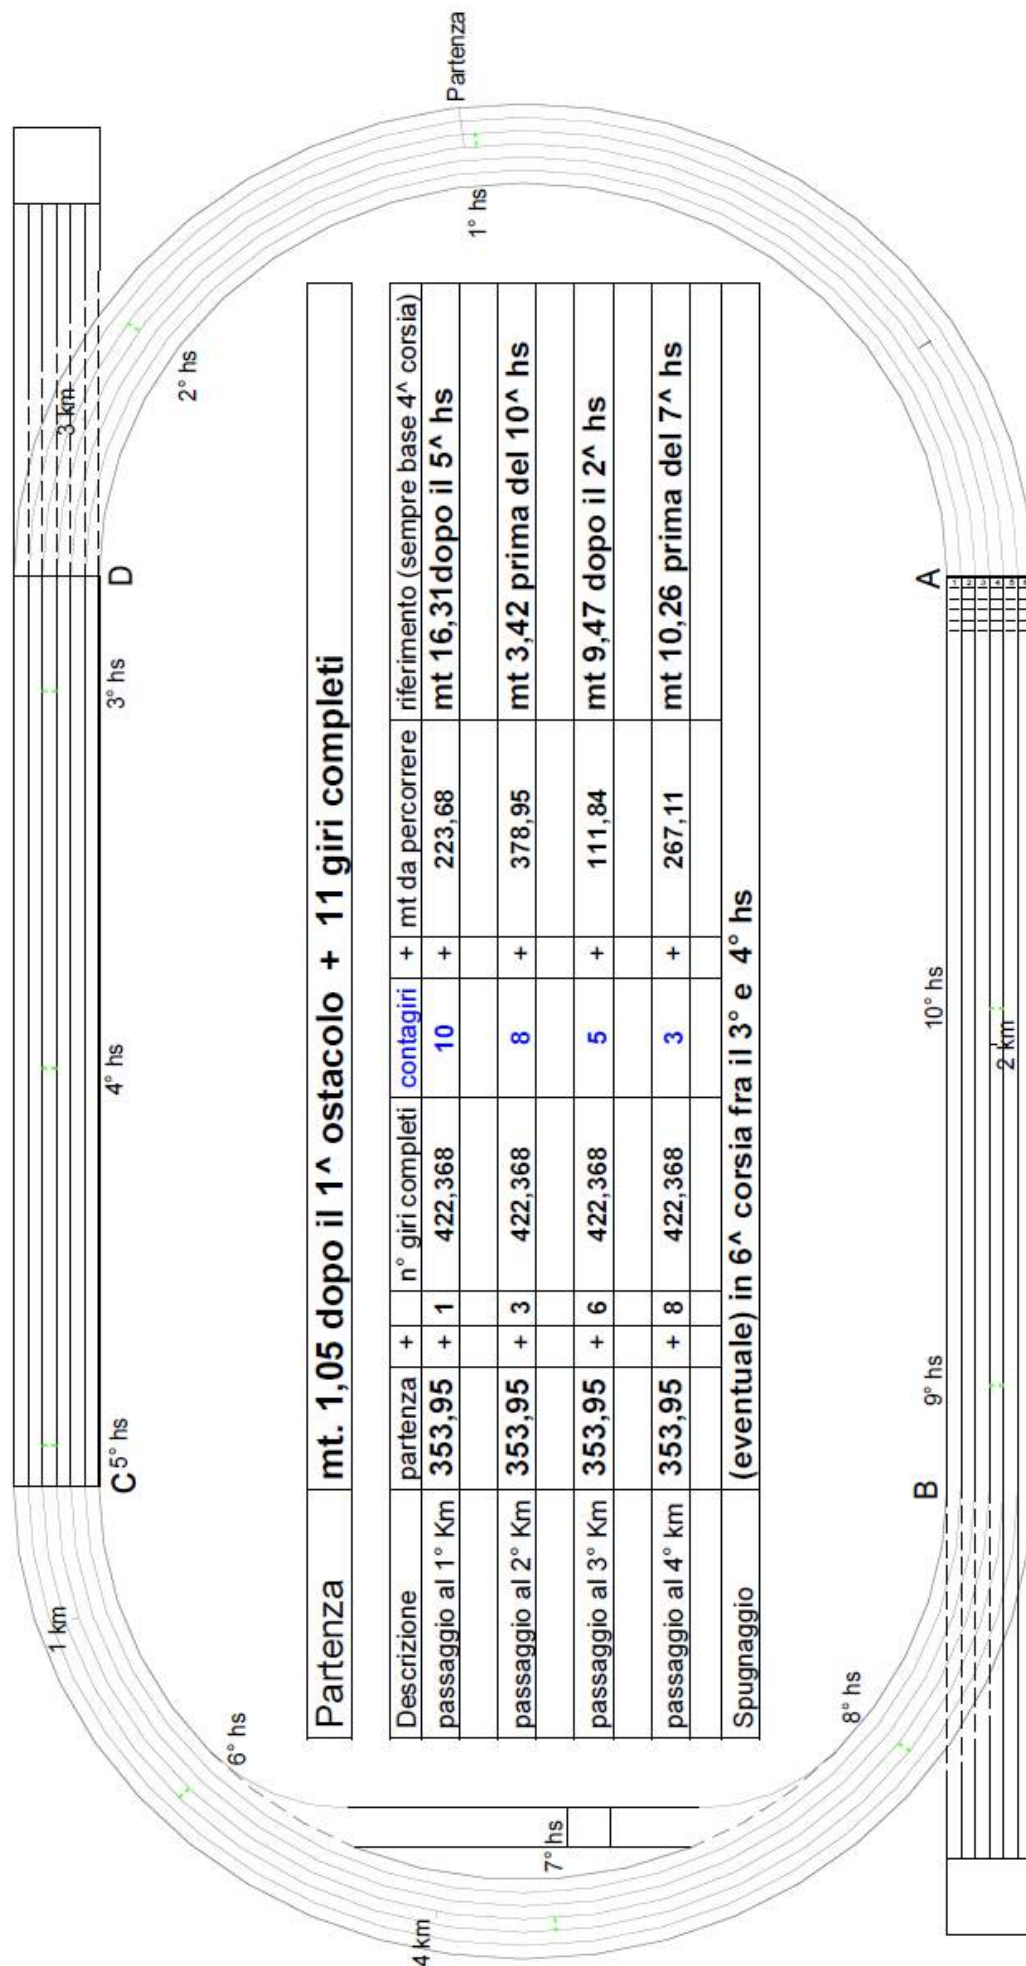 Partenza
1° hs
2° hs
3 km
D
3° hs
4° hs
C
5° hs
1 km
6° hs
7° hs
4 km
8° hs
B
9° hs
10° hs
2 km
A
1
2
3
4
5
6
Partenza mt. 1,05 dopo il 1^ ostacolo + 11 giri completi
Descrizione partenza + n° giri completi contagiri + mt da percorrere riferimento (sempre base 4^ corsia)
passaggio al 1° Km 353,95 + 1 422,368 10 + 223,68 mt 16,31dopo il 5^ hs
passaggio al 2° Km 353,95 + 3 422,368 8 + 378,95 mt 3,42 prima del 10^ hs
passaggio al 3° Km 353,95 + 6 422,368 5 + 111,84 mt 9,47 dopo il 2^ hs
passaggio al 4° km 353,95 + 8 422,368 3 + 267,11 mt 10,26 prima del 7^ hs
Spugnaggio (eventuale) in 6^ corsia fra il 3° e 4° hs